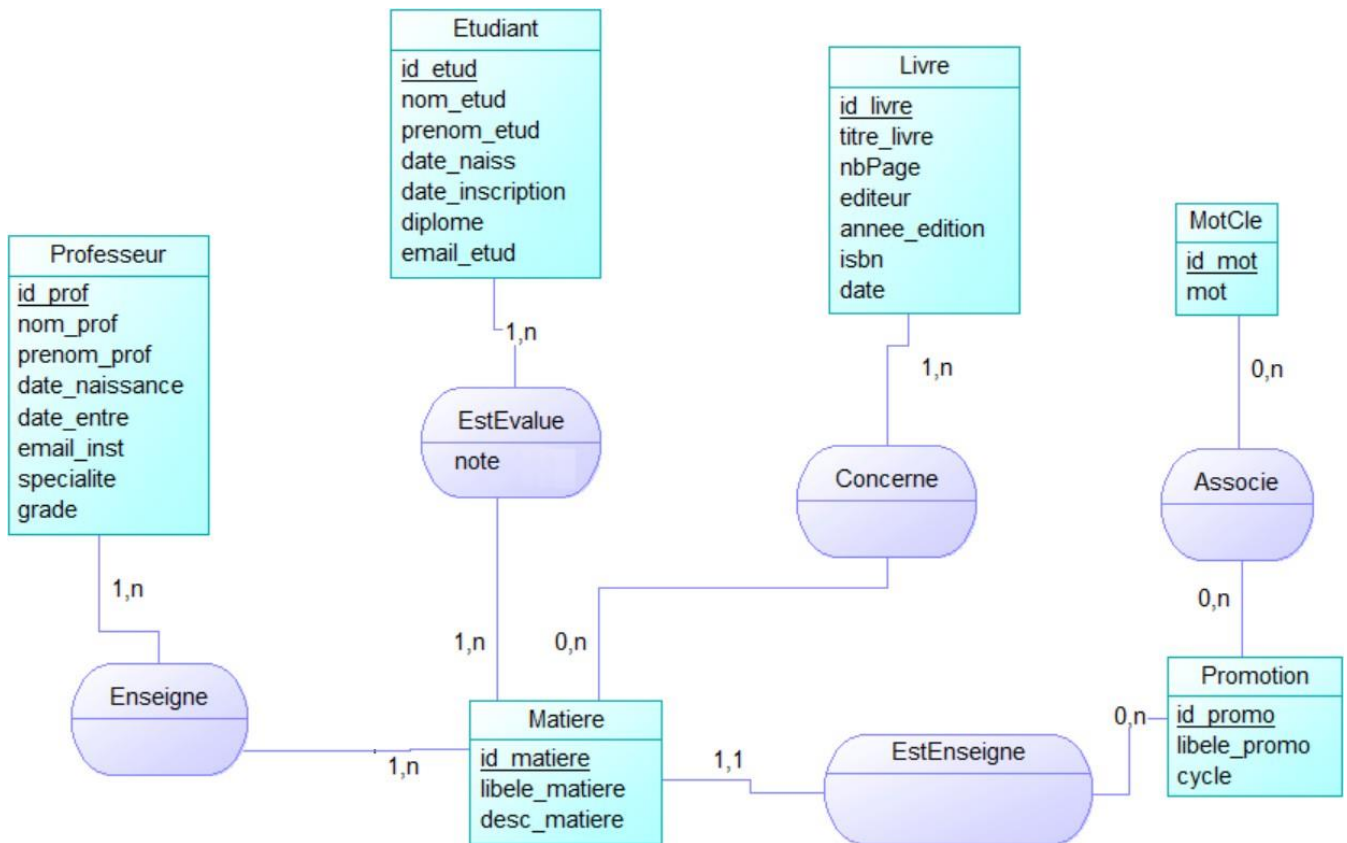 Etudiant
id_etud
nom_etud
prenom_etud
date_naiss
date_inscription
diplome
email_etud
Livre
id_livre
titre_livre
nbPage
editeur
annee_edition
isbn
date
MotCle
id_mot
mot
Professeur
id_prof
nom_prof
prenom_prof
date_naissance
date_entre
email_inst
specialite
grade
1,n
1,n
0,n
EstEvalue
note
Concerne
Associe
1,n
1,n
0,n
0,n
Enseigne
Matiere
id_matiere
libele_matiere
desc_matiere
1,n
1,1
EstEnseigne
0,n
Promotion
id_promo
libele_promo
cycle